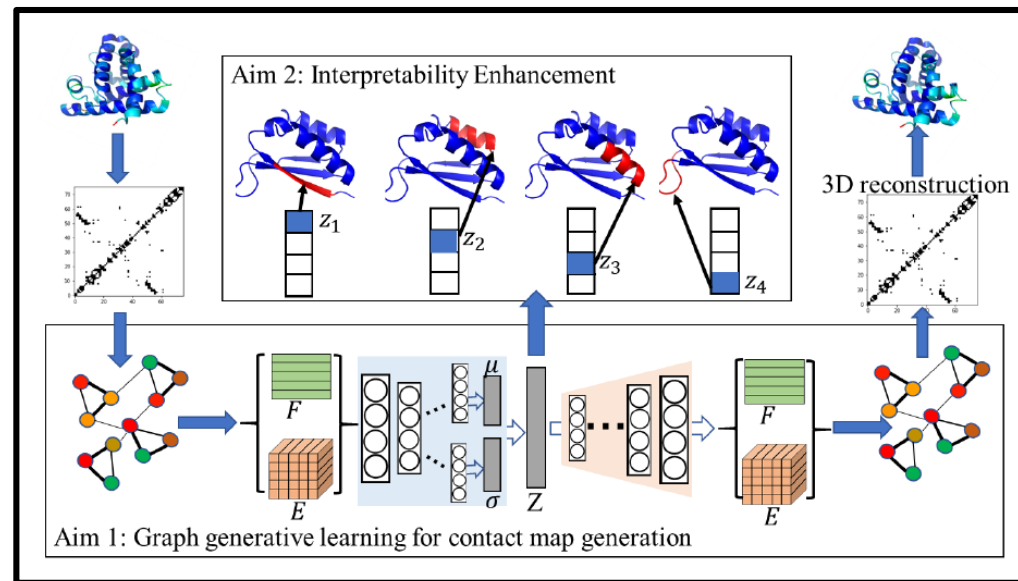 Aim 2: Interpretability Enhancement
z₁
z₂
z₃
z₄
3D reconstruction
F
E
μ
σ
Z
F
E
Aim 1: Graph generative learning for contact map generation